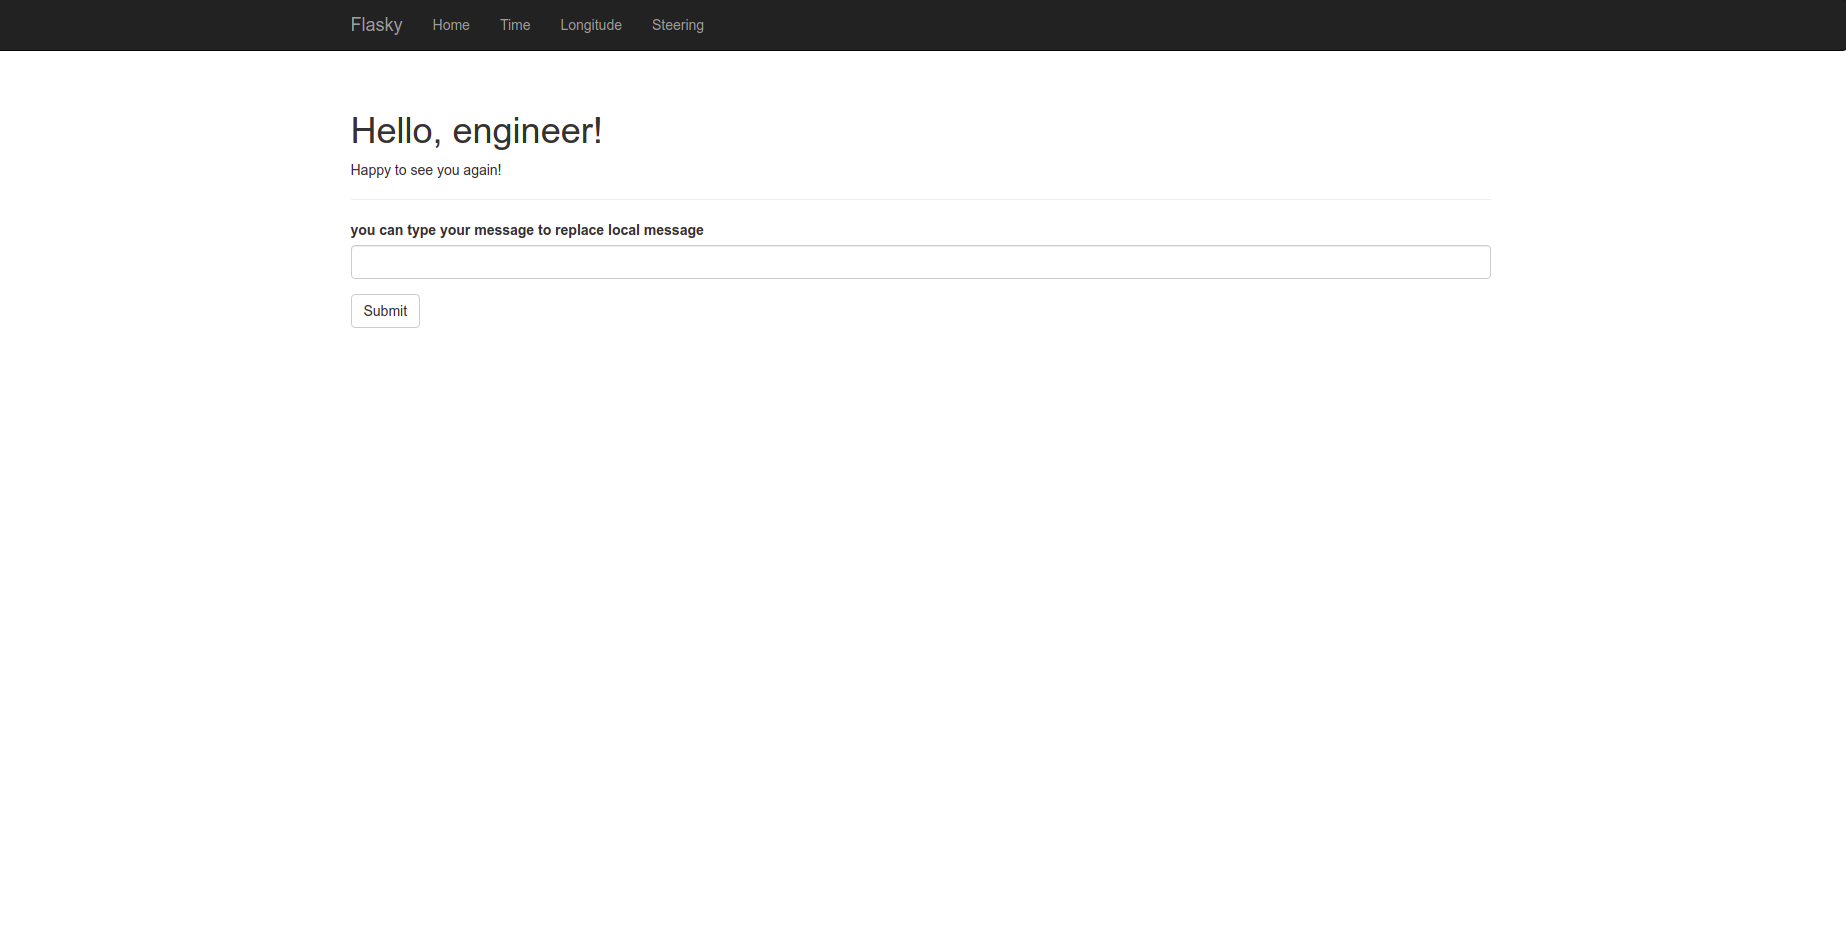 Flasky Home Time Longitude Steering
Hello, engineer!
Happy to see you again!
you can type your message to replace local message
Submit